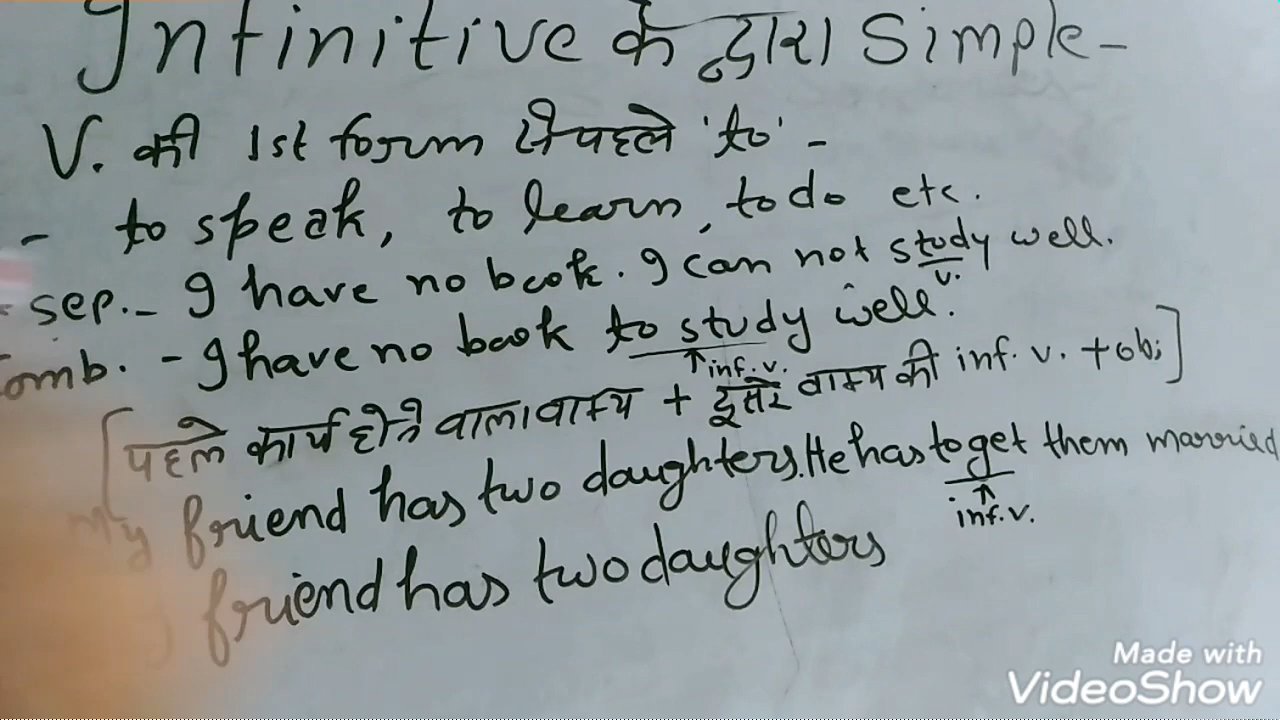 Infinitive के द्वारा Simple-
V. की 1st form से पहले 'to' -
- to speak, to learn, to do etc.
sep. - I have no book. I can not study well.
v.
omb. - I have no book to study well.
↑ inf. v.
[पहले कार्य होने वाला वाक्य + दूसरे वाक्य की inf. v. + obj]
My friend has two daughters. He has to get them married
↑
inf. v.
friend has two daughters
Made with
VideoShow